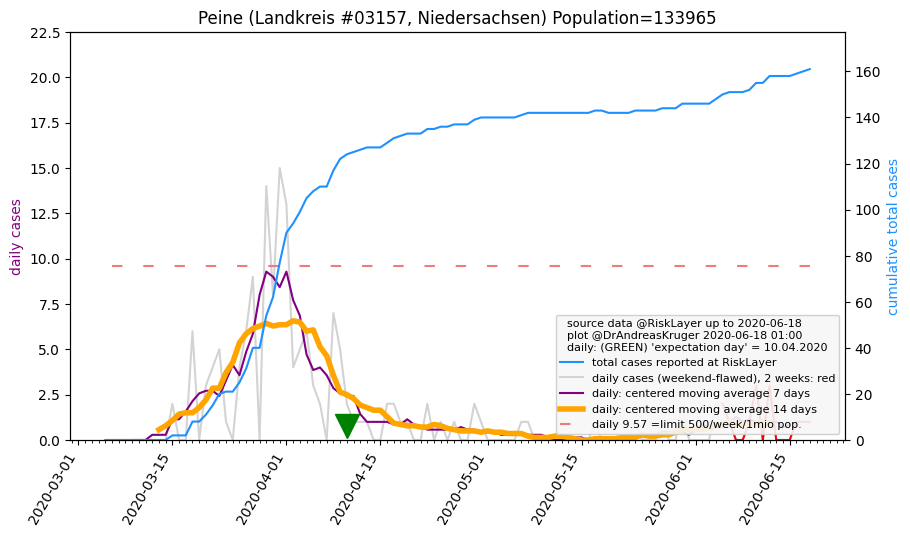 Peine (Landkreis #03157, Niedersachsen) Population=133965
22.5
20.0
17.5
15.0
12.5
10.0
7.5
5.0
2.5
0.0
daily cases
160
140
120
100
80
60
40
20
0
cumulative total cases
source data @RiskLayer up to 2020-06-18
plot @DrAndreasKruger 2020-06-18 01:00
daily: (GREEN) 'expectation day' = 10.04.2020
total cases reported at RiskLayer
daily cases (weekend-flawed), 2 weeks: red
daily: centered moving average 7 days
daily: centered moving average 14 days
daily 9.57 =limit 500/week/1mio pop.
2020-03-01
2020-03-15
2020-04-01
2020-04-15
2020-05-01
2020-05-15
2020-06-01
2020-06-15